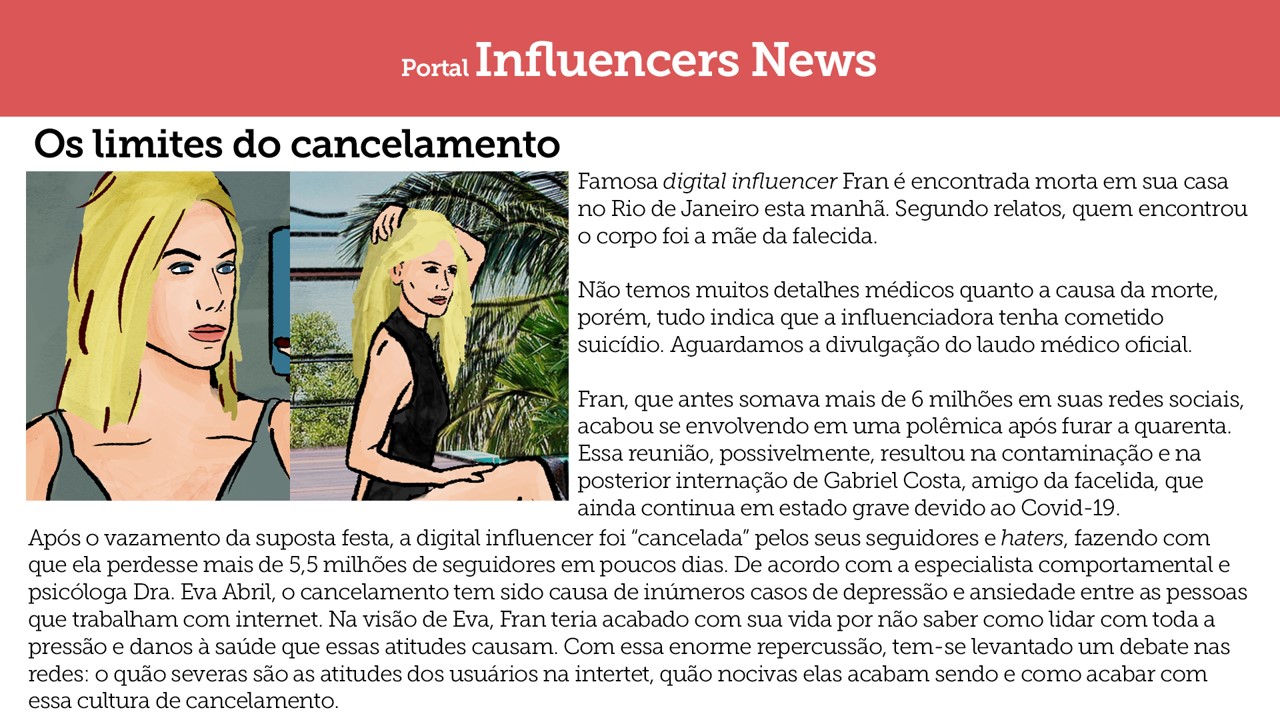 Portal Influencers News
Os limites do cancelamento
Famosa digital influencer Fran é encontrada morta em sua casa
no Rio de Janeiro esta manhã. Segundo relatos, quem encontrou
o corpo foi a mãe da falecida.
Não temos muitos detalhes médicos quanto a causa da morte,
porém, tudo indica que a influenciadora tenha cometido
suicídio. Aguardamos a divulgação do laudo médico oficial.
Fran, que antes somava mais de 6 milhões em suas redes sociais,
acabou se envolvendo em uma polêmica após furar a quarenta.
Essa reunião, possivelmente, resultou na contaminação e na
posterior internação de Gabriel Costa, amigo da facelida, que
ainda continua em estado grave devido ao Covid-19.
Após o vazamento da suposta festa, a digital influencer foi “cancelada” pelos seus seguidores e haters, fazendo com
que ela perdesse mais de 5,5 milhões de seguidores em poucos dias. De acordo com a especialista comportamental e
psicóloga Dra. Eva Abril, o cancelamento tem sido causa de inúmeros casos de depressão e ansiedade entre as pessoas
que trabalham com internet. Na visão de Eva, Fran teria acabado com sua vida por não saber como lidar com toda a
pressão e danos à saúde que essas atitudes causam. Com essa enorme repercussão, tem-se levantado um debate nas
redes: o quão severas são as atitudes dos usuários na intertet, quão nocivas elas acabam sendo e como acabar com
essa cultura de cancelamento.